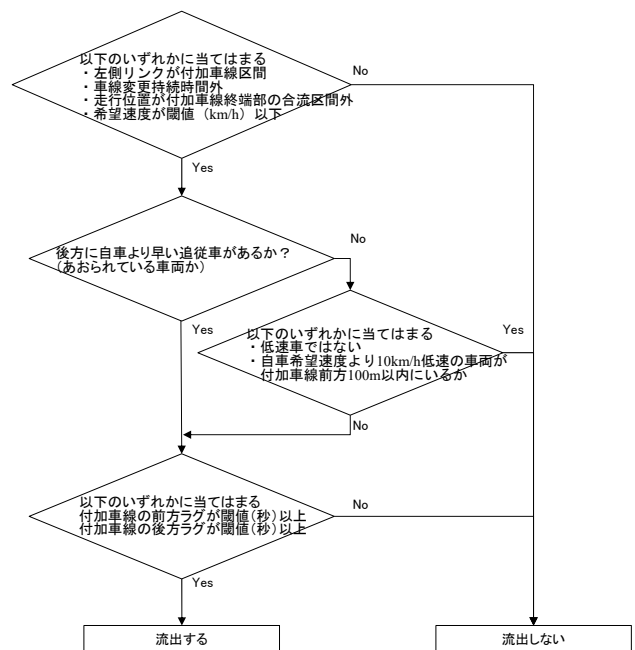 以下のいずれかに当てはまる
・左側リンクが付加車線区間
・車線変更持続時間外
・走行位置が付加車線終端部の合流区間外
・希望速度が閾値（km/h）以下
No
Yes
後方に自車より早い追従車があるか？
（あおられている車両か）
No
Yes
以下のいずれかに当てはまる
・低速車ではない
・自車希望速度より10km/h低速の車両が
付加車線前方100m以内にいるか
Yes
No
以下のいずれかに当てはまる
付加車線の前方ラグが閾値（秒）以上
付加車線の後方ラグが閾値（秒）以上
No
Yes
流出する
流出しない